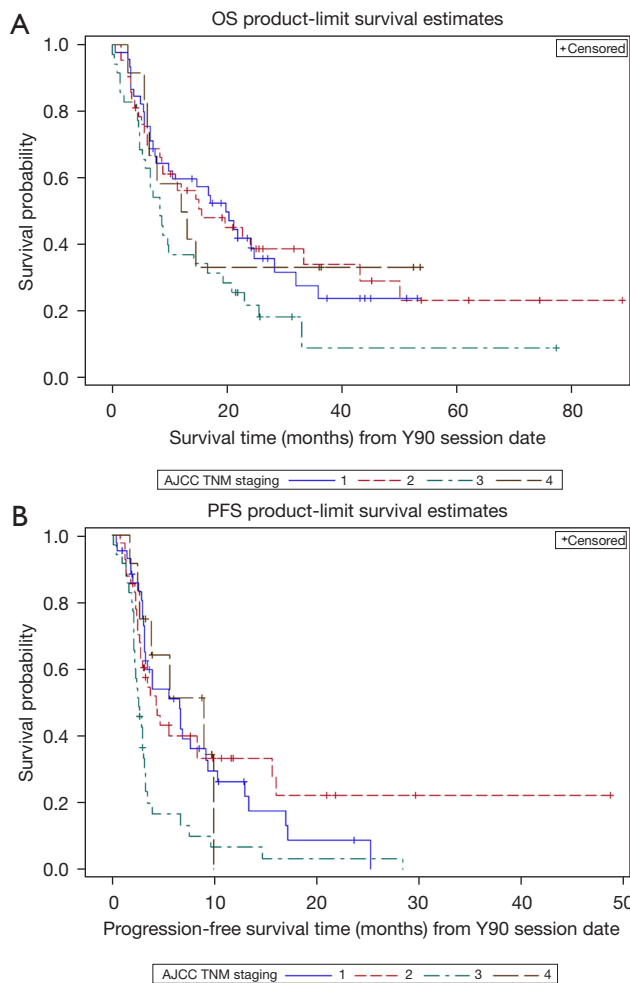 A
OS product-limit survival estimates
+Censored
1.0
0.8
0.6
0.4
0.2
0.0
Survival probability
0 20 40 60 80
Survival time (months) from Y90 session date
AJCC TNM staging 1 2 3 4
B
PFS product-limit survival estimates
+Censored
1.0
0.8
0.6
0.4
0.2
0.0
Survival probability
0 10 20 30 40 50
Progression-free survival time (months) from Y90 session date
AJCC TNM staging 1 2 3 4